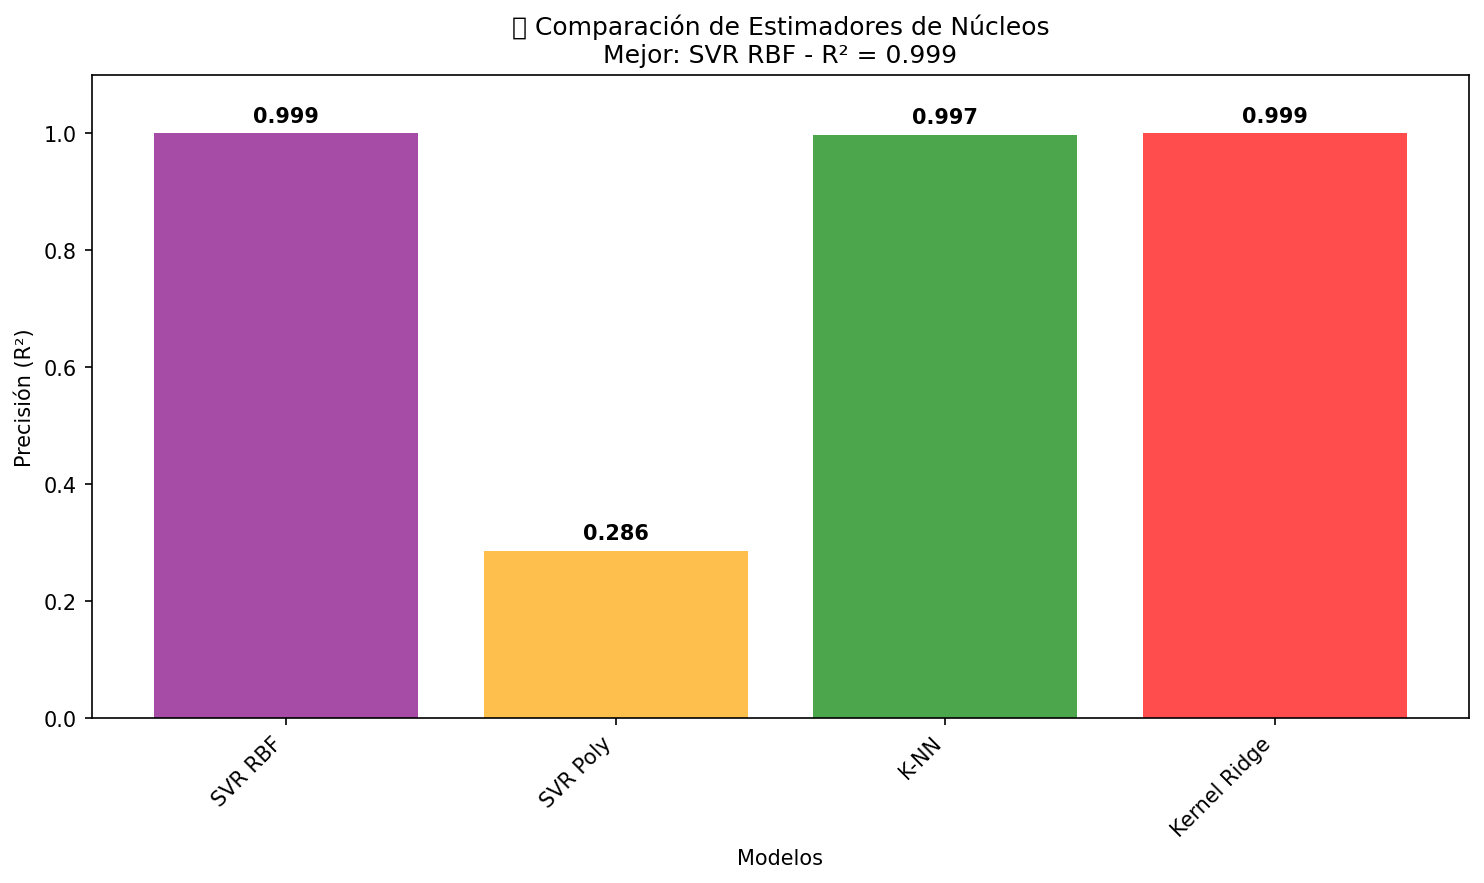 Comparación de Estimadores de Núcleos
Mejor: SVR RBF - R² = 0.999
0.999
0.286
0.997
0.999
Precisión (R²)
1.0
0.8
0.6
0.4
0.2
0.0
SVR RBF
SVR Poly
K-NN
Kernel Ridge
Modelos